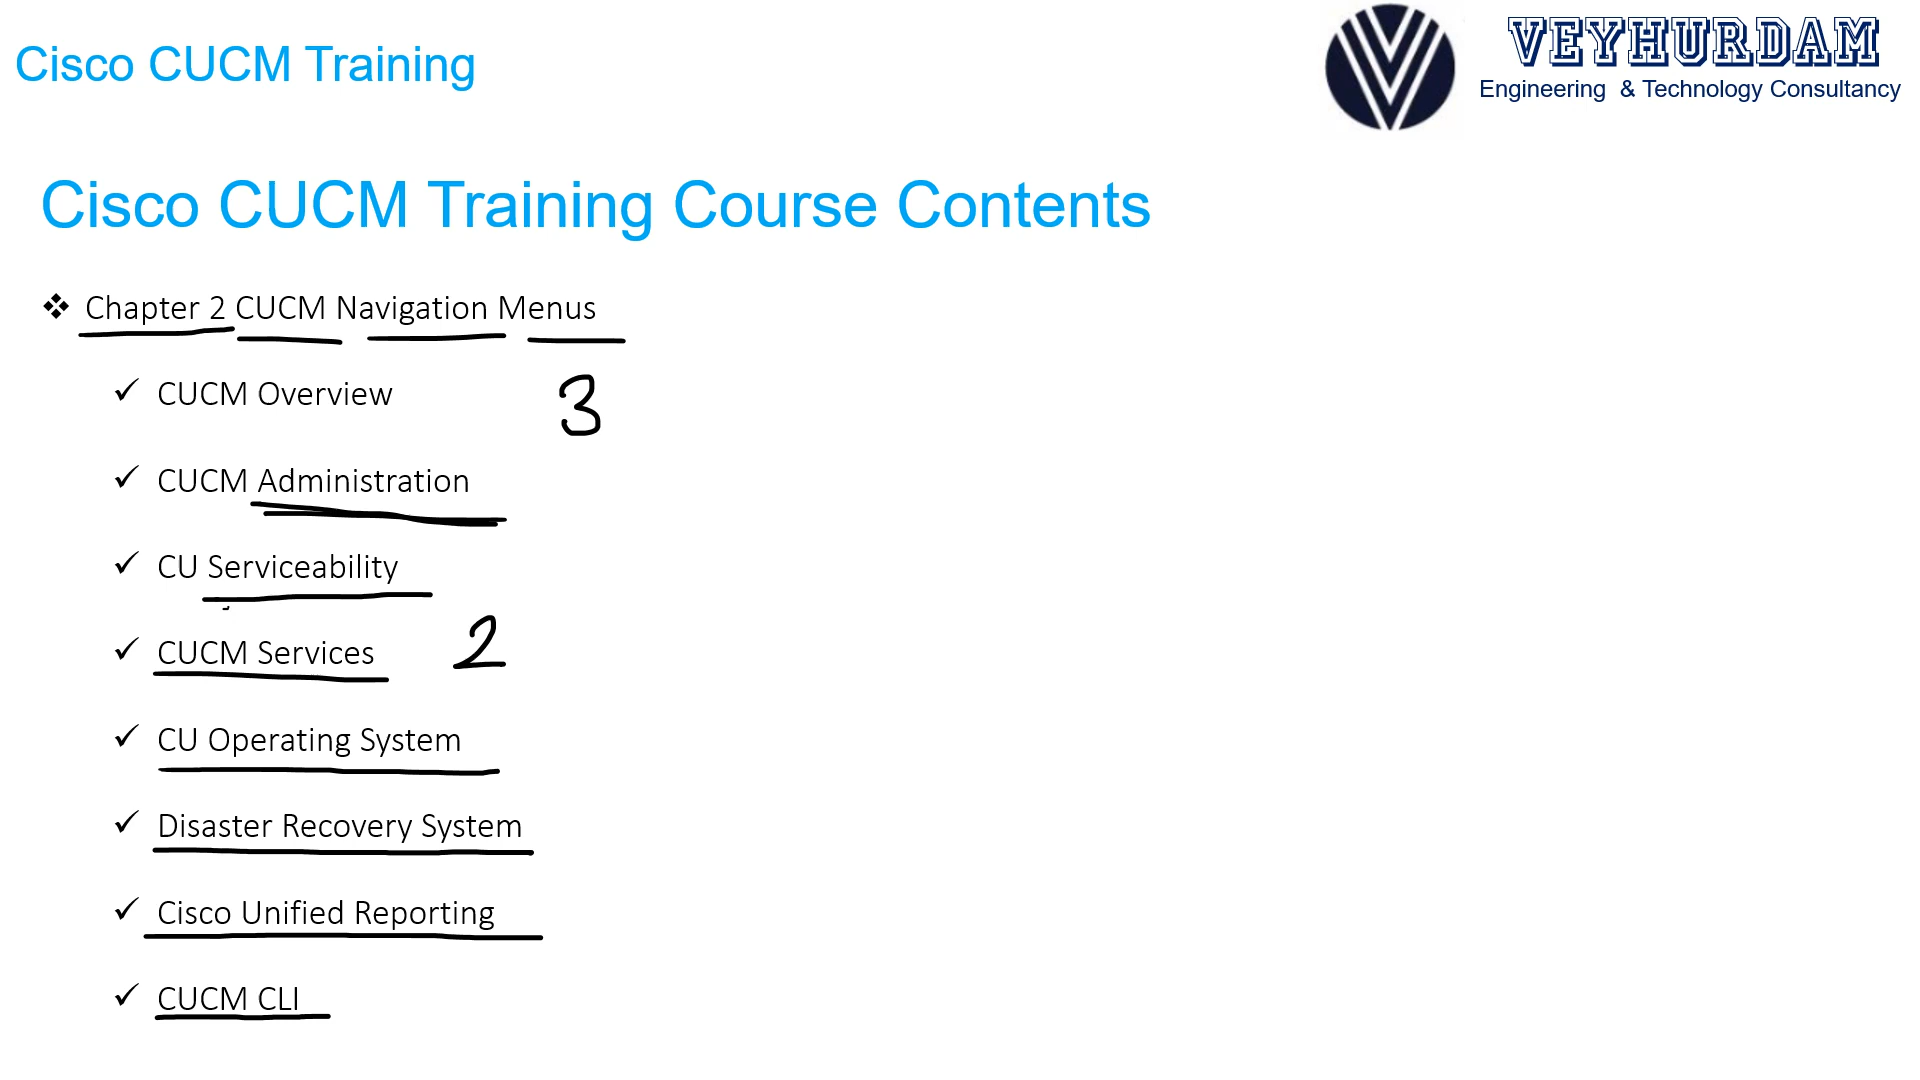 Cisco CUCM Training
VEYHURDAM
Engineering & Technology Consultancy
Cisco CUCM Training Course Contents
Chapter 2 CUCM Navigation Menus
CUCM Overview
3
CUCM Administration
CU Serviceability
CUCM Services
2
CU Operating System
Disaster Recovery System
Cisco Unified Reporting
CUCM CLI